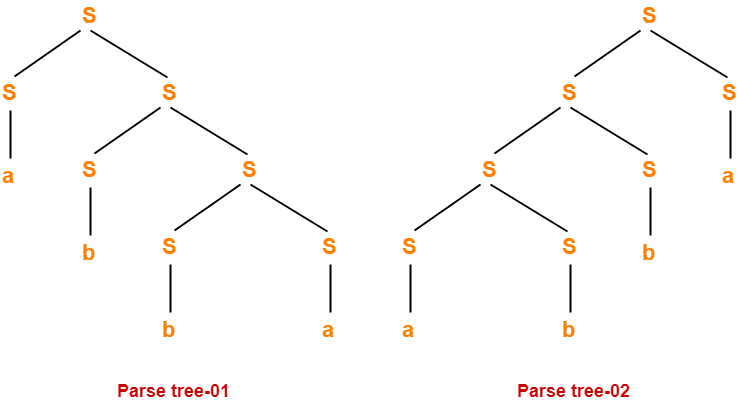 S S
S S S S
a S S S S a
b S S S S b
b a a b
Parse tree-01 Parse tree-02